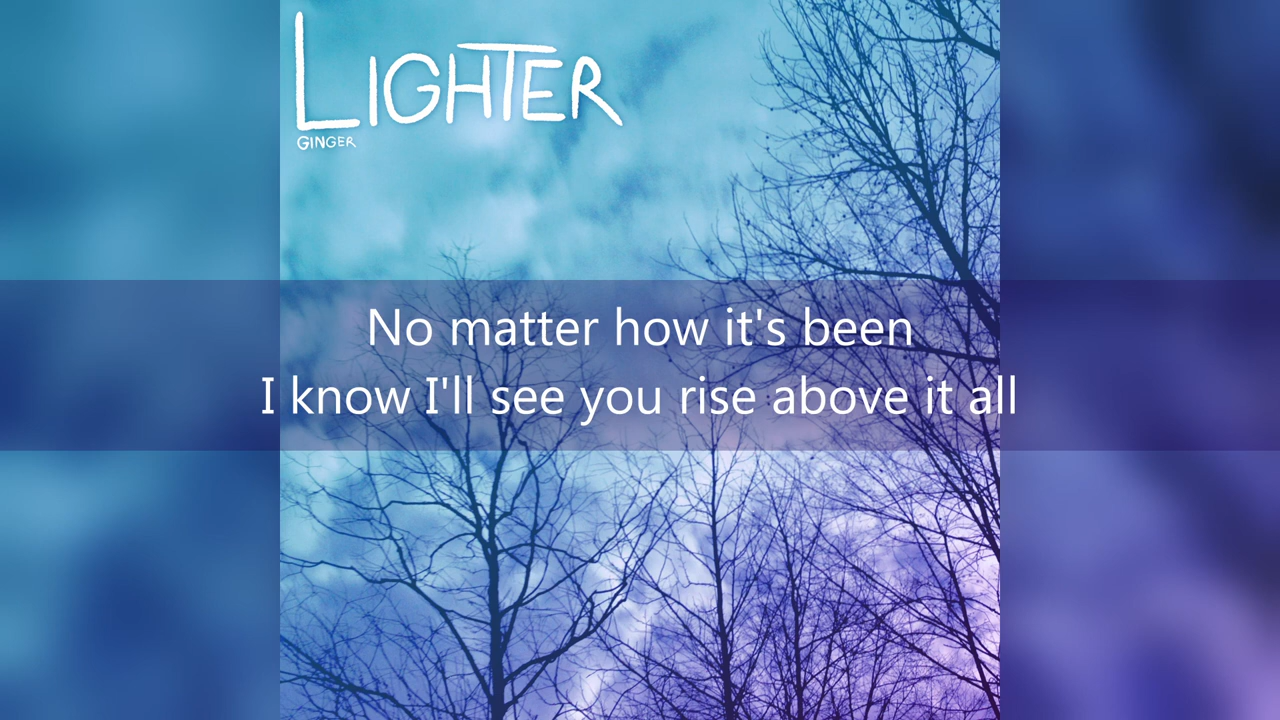 LIGHTER
GINGER
No matter how it's been
I know I'll see you rise above it all